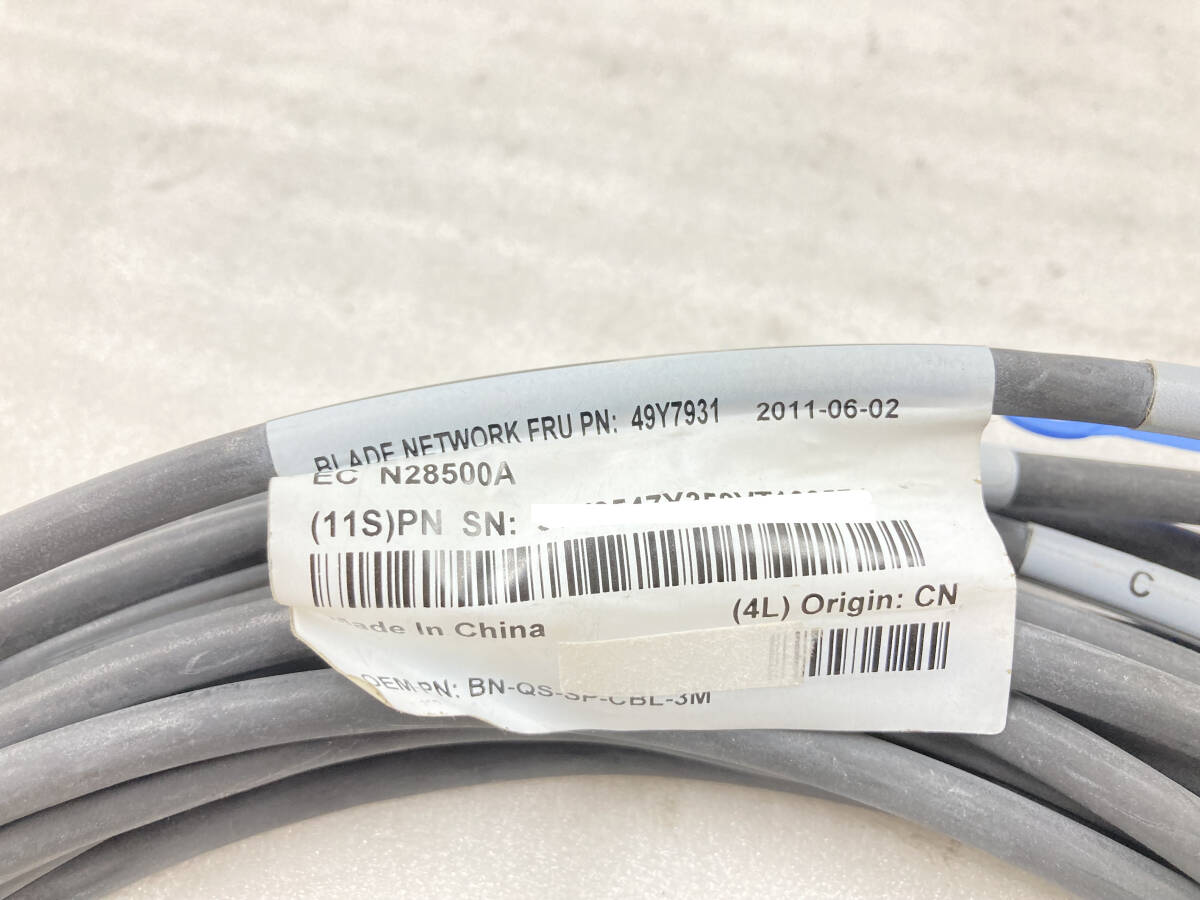 BLADE NETWORK FRU PN: 49Y7931 2011-06-02
EC N28500A
(11S)PN SN:
(4L) Origin: CN
Made In China
OEM PN: BN-QS-SP-CBL-3M
C